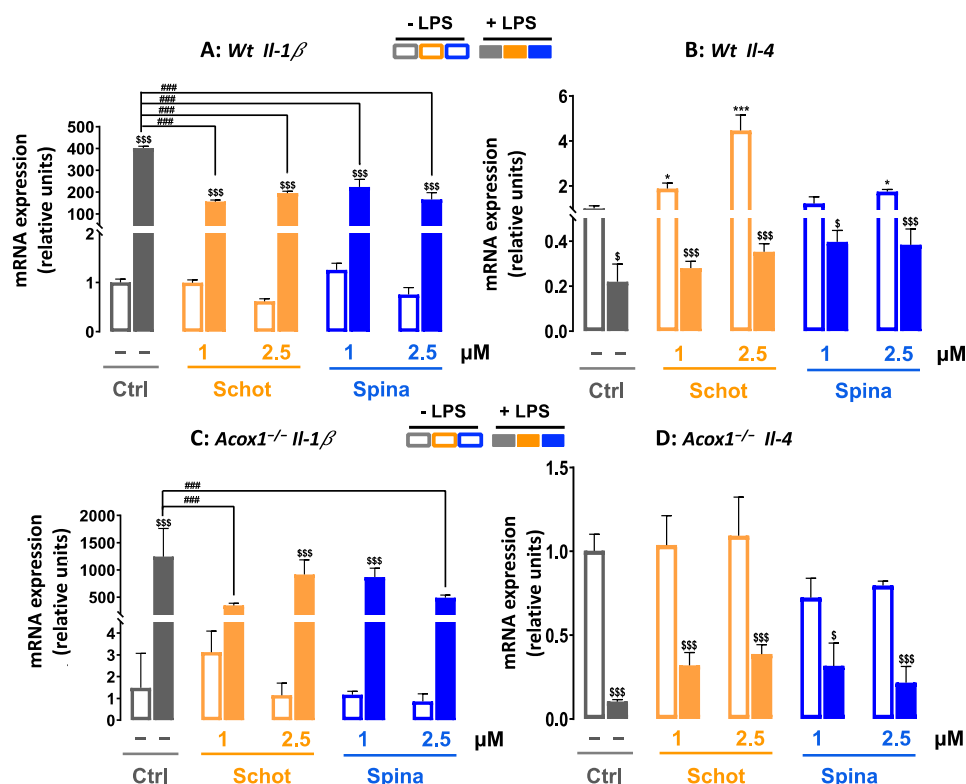 - LPS + LPS
A: Wt Il-1β
B: Wt Il-4
mRNA expression
(relative units)
500
400
300
200
100
2
1
0
###
###
###
###
$$$
$$$
$$$
$$$
$$$
– –
1
2.5
1
2.5
µM
Ctrl
Schot
Spina
mRNA expression
(relative units)
6
4
2
0.4
0.2
0.0
$
*
$$$
***
$$$
$
*
$$$
– –
1
2.5
1
2.5
µM
Ctrl
Schot
Spina
- LPS + LPS
C: Acox1⁻/⁻ Il-1β
D: Acox1⁻/⁻ Il-4
mRNA expression
(relative units)
2000
1500
1000
500
4
3
2
1
0
###
###
$$$
$$$
$$$
– –
1
2.5
1
2.5
µM
Ctrl
Schot
Spina
mRNA expression
(relative units)
1.5
1.0
0.5
0.0
$$$
$$$
$$$
$
$$$
– –
1
2.5
1
2.5
µM
Ctrl
Schot
Spina